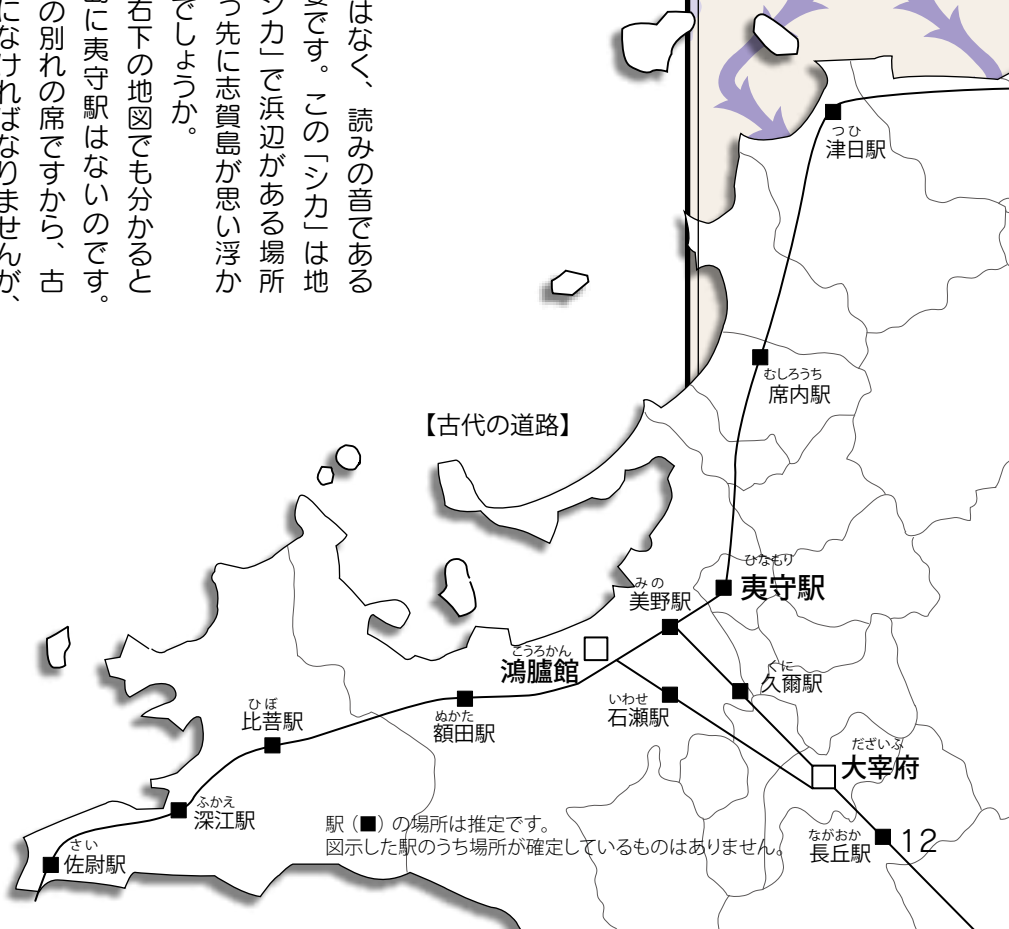 はなく、読みの音である
です。この「シカ」は地
シカ」で浜辺がある場所
っ先に志賀島が思い浮か
でしょうか。
右下の地図でも分かると
に夷守駅はないのです。
の別れの席ですから、古
になければなりませんが、
【古代の道路】
つひ
津日駅
むしろうち
席内駅
ひなもり
夷守駅
みの
美野駅
こうろかん
鴻臚館
くに
久爾駅
いわせ
石瀬駅
ぬかた
額田駅
ひぼ
比菩駅
ふかえ
深江駅
さい
佐尉駅
だざいふ
大宰府
ながおか
長丘駅
駅（■）の場所は推定です。
図示した駅のうち場所が確定しているものはありません。
12